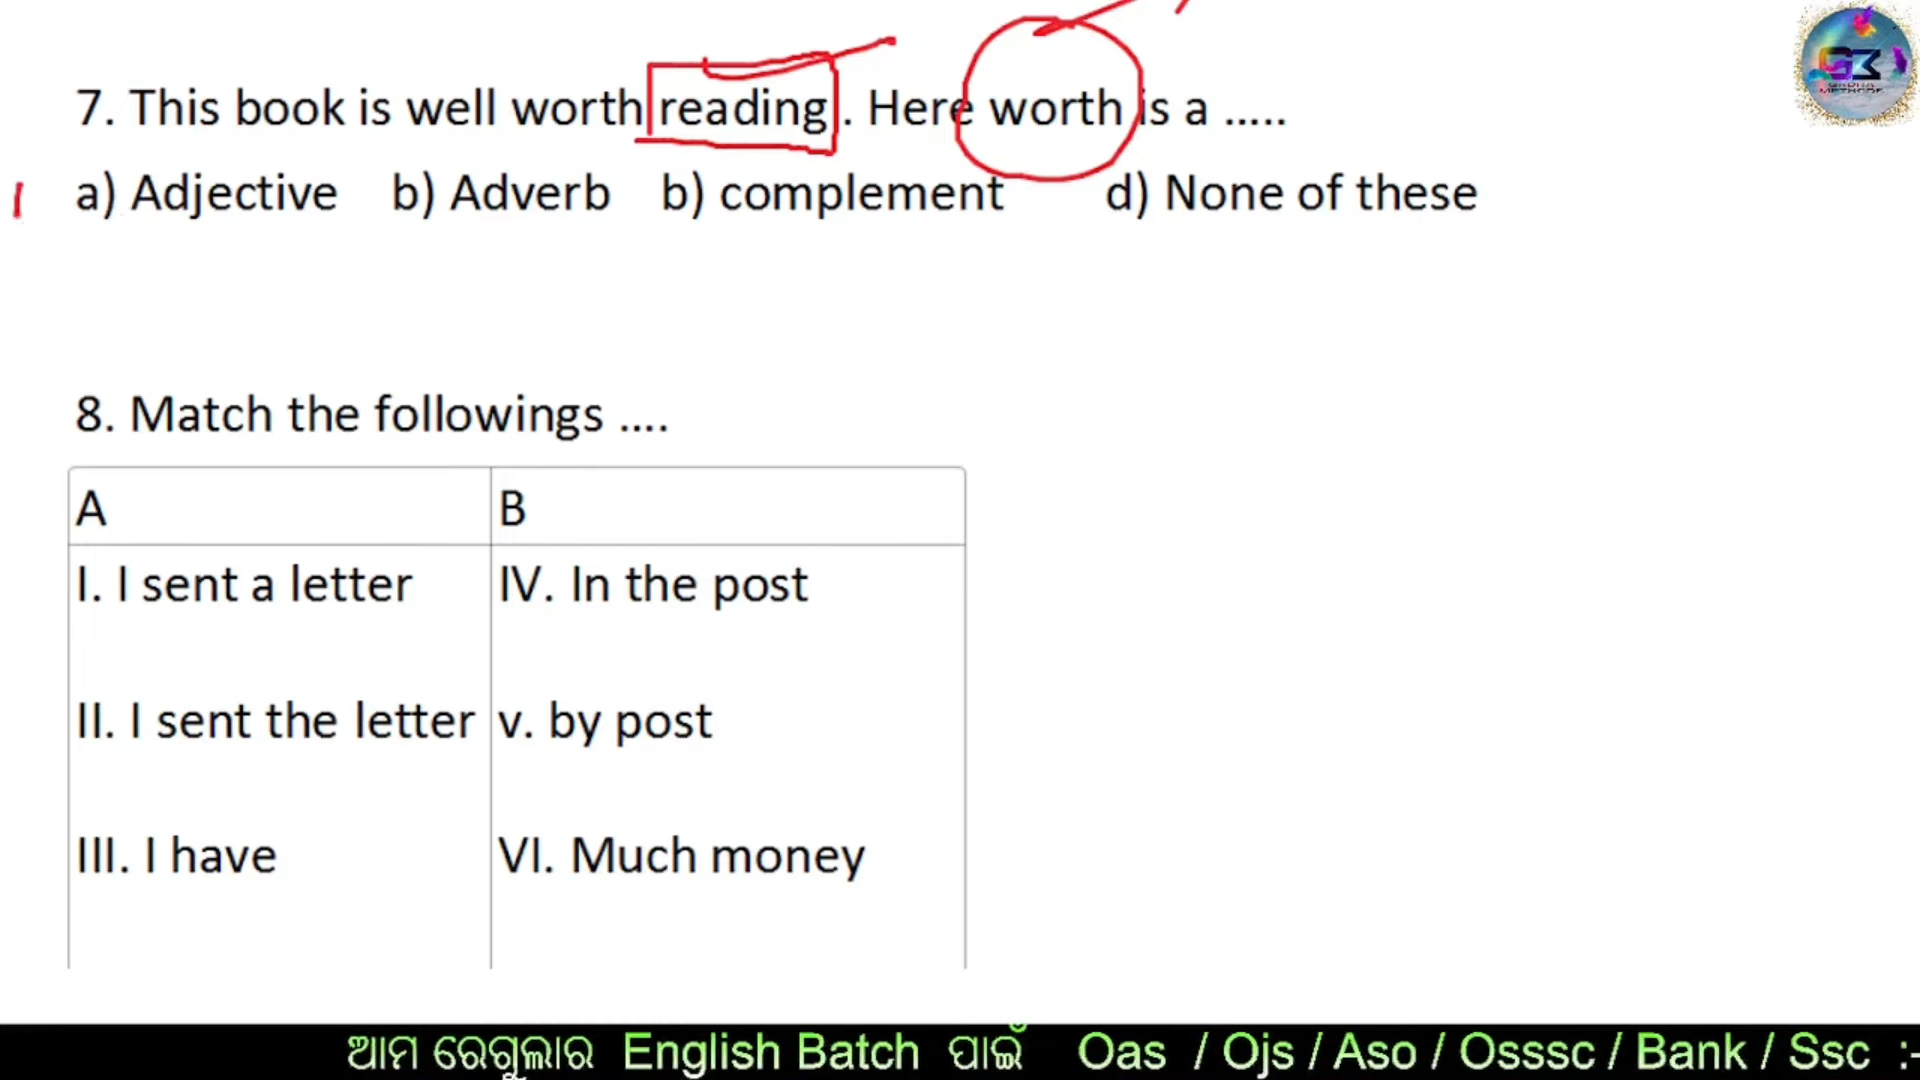 7. This book is well worth reading . Here worth is a .....
a) Adjective b) Adverb b) complement d) None of these
8. Match the followings ....
A B
I. I sent a letter IV. In the post
II. I sent the letter v. by post
III. I have VI. Much money
ଆମ ରେଗୁଲାର English Batch ପାଇଁ Oas / Ojs / Aso / Osssc / Bank / Ssc :-